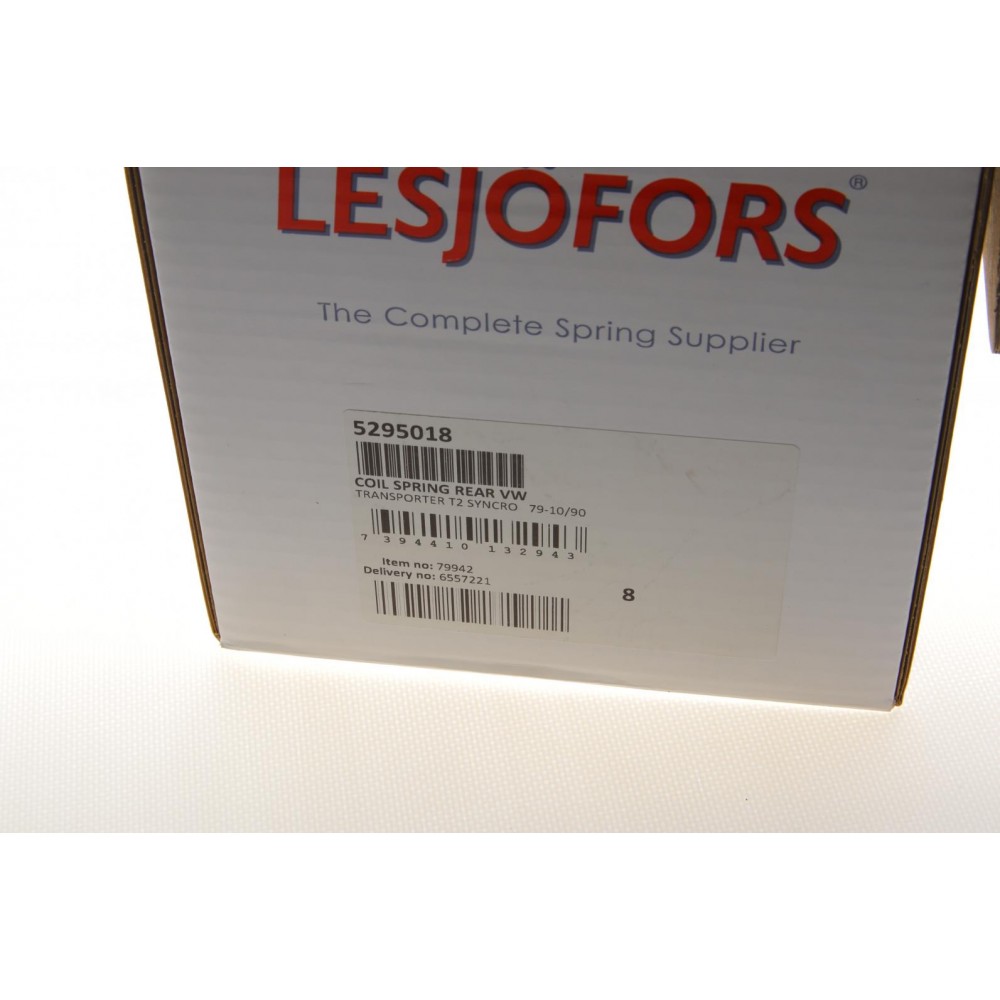 LESJÖFORS®
The Complete Spring Supplier
5295018
COIL SPRING REAR VW
TRANSPORTER T2 SYNCRO 79-10/90
7 394410 132943
Item no: 79942
Delivery no: 6557221
8